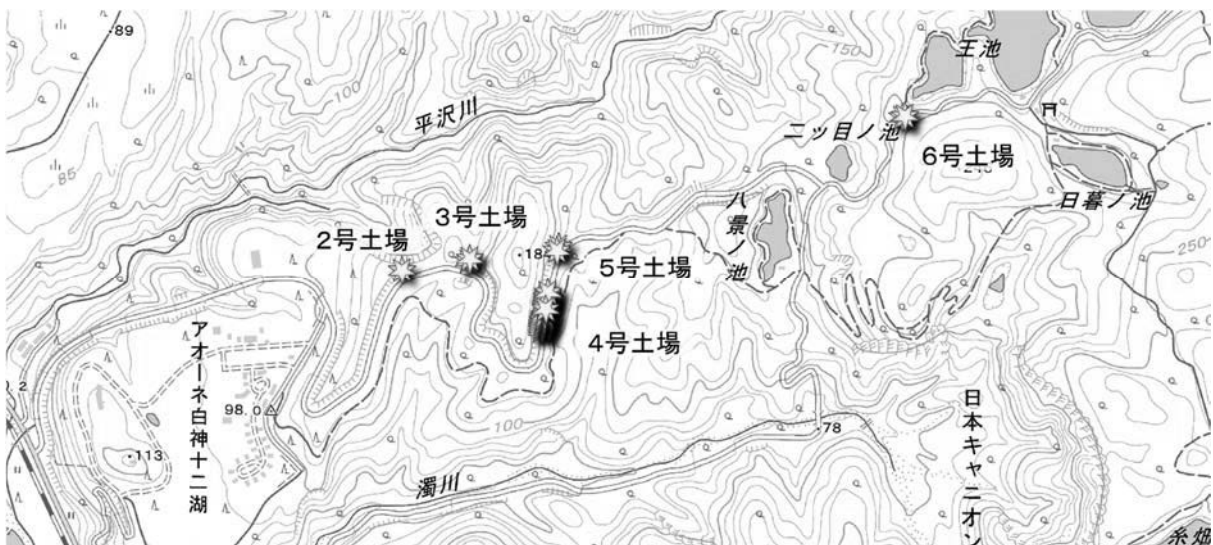 ・89
150
王池
100
平沢川
二ッ目ノ池
6号土場
85
日暮ノ池
3号土場
八景ノ池
2号土場
・18
5号土場
250
4号土場
アオーネ白神十二湖
98.0
日本キャニオン
100
・78
・113
濁川
糸畑